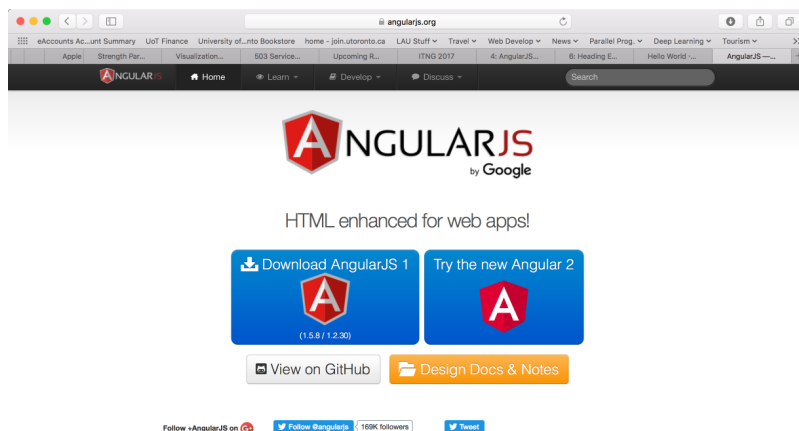 angularjs.org
eAccounts Ac...unt Summary UoT Finance University of...nto Bookstore home - join.utoronto.ca LAU Stuff Travel Web Develop News Parallel Prog. Deep Learning Tourism
Apple Strength Par... Visualization... 503 Service... Upcoming R... ITNG 2017 4: AngularJS... 6: Heading E... Hello World -... AngularJS —...
ANGULARJS Home Learn Develop Discuss Search
ANGULARJS
by Google
HTML enhanced for web apps!
Download AngularJS 1 Try the new Angular 2
(1.5.8 / 1.2.30)
View on GitHub Design Docs & Notes
Follow +AngularJS on G+ Follow @angularjs 169K followers Tweet